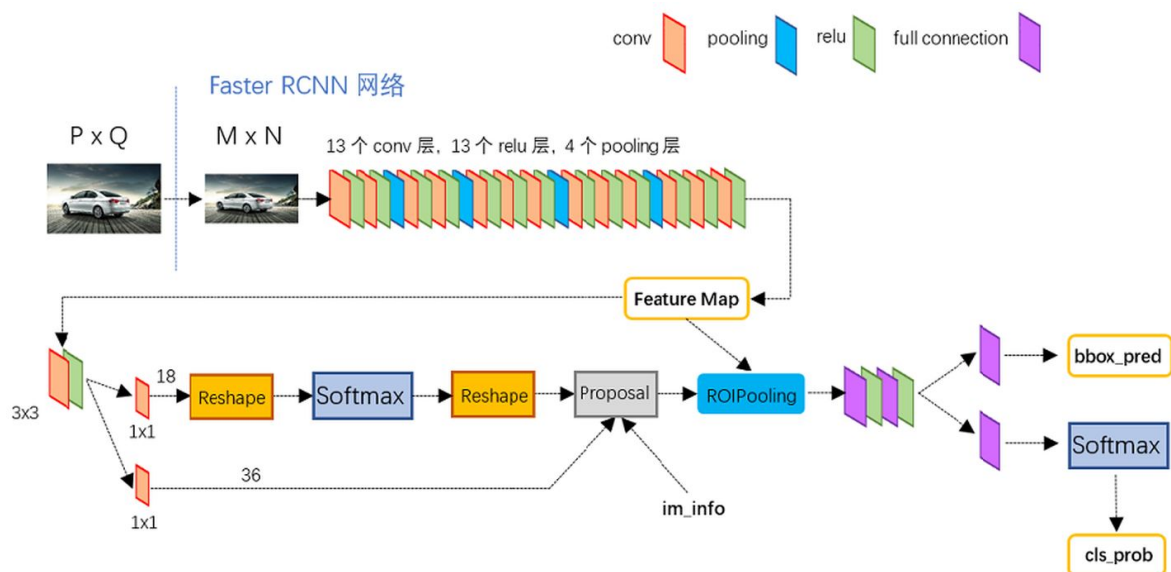 conv
pooling
relu
full connection
Faster RCNN 网络
P x Q
M x N
13 个 conv 层, 13 个 relu 层, 4 个 pooling 层
Feature Map
3x3
18
1x1
Reshape
Softmax
Reshape
Proposal
ROIPooling
bbox_pred
Softmax
36
1x1
im_info
cls_prob